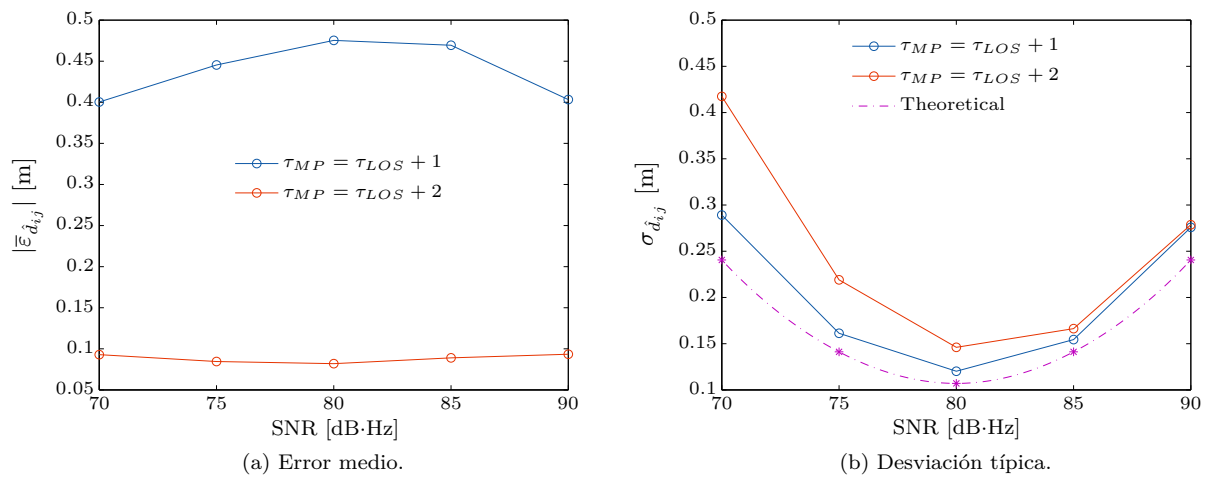 0.5
0.45
0.4
0.35
0.3
0.25
0.2
0.15
0.1
0.05
70 75 80 85 90
|ε̅_{d̂_{ij}}| [m]
SNR [dB·Hz]
τ_{MP} = τ_{LOS} + 1
τ_{MP} = τ_{LOS} + 2
(a) Error medio.
0.5
0.45
0.4
0.35
0.3
0.25
0.2
0.15
0.1
70 75 80 85 90
σ_{d̂_{ij}} [m]
SNR [dB·Hz]
τ_{MP} = τ_{LOS} + 1
τ_{MP} = τ_{LOS} + 2
Theoretical
(b) Desviación típica.